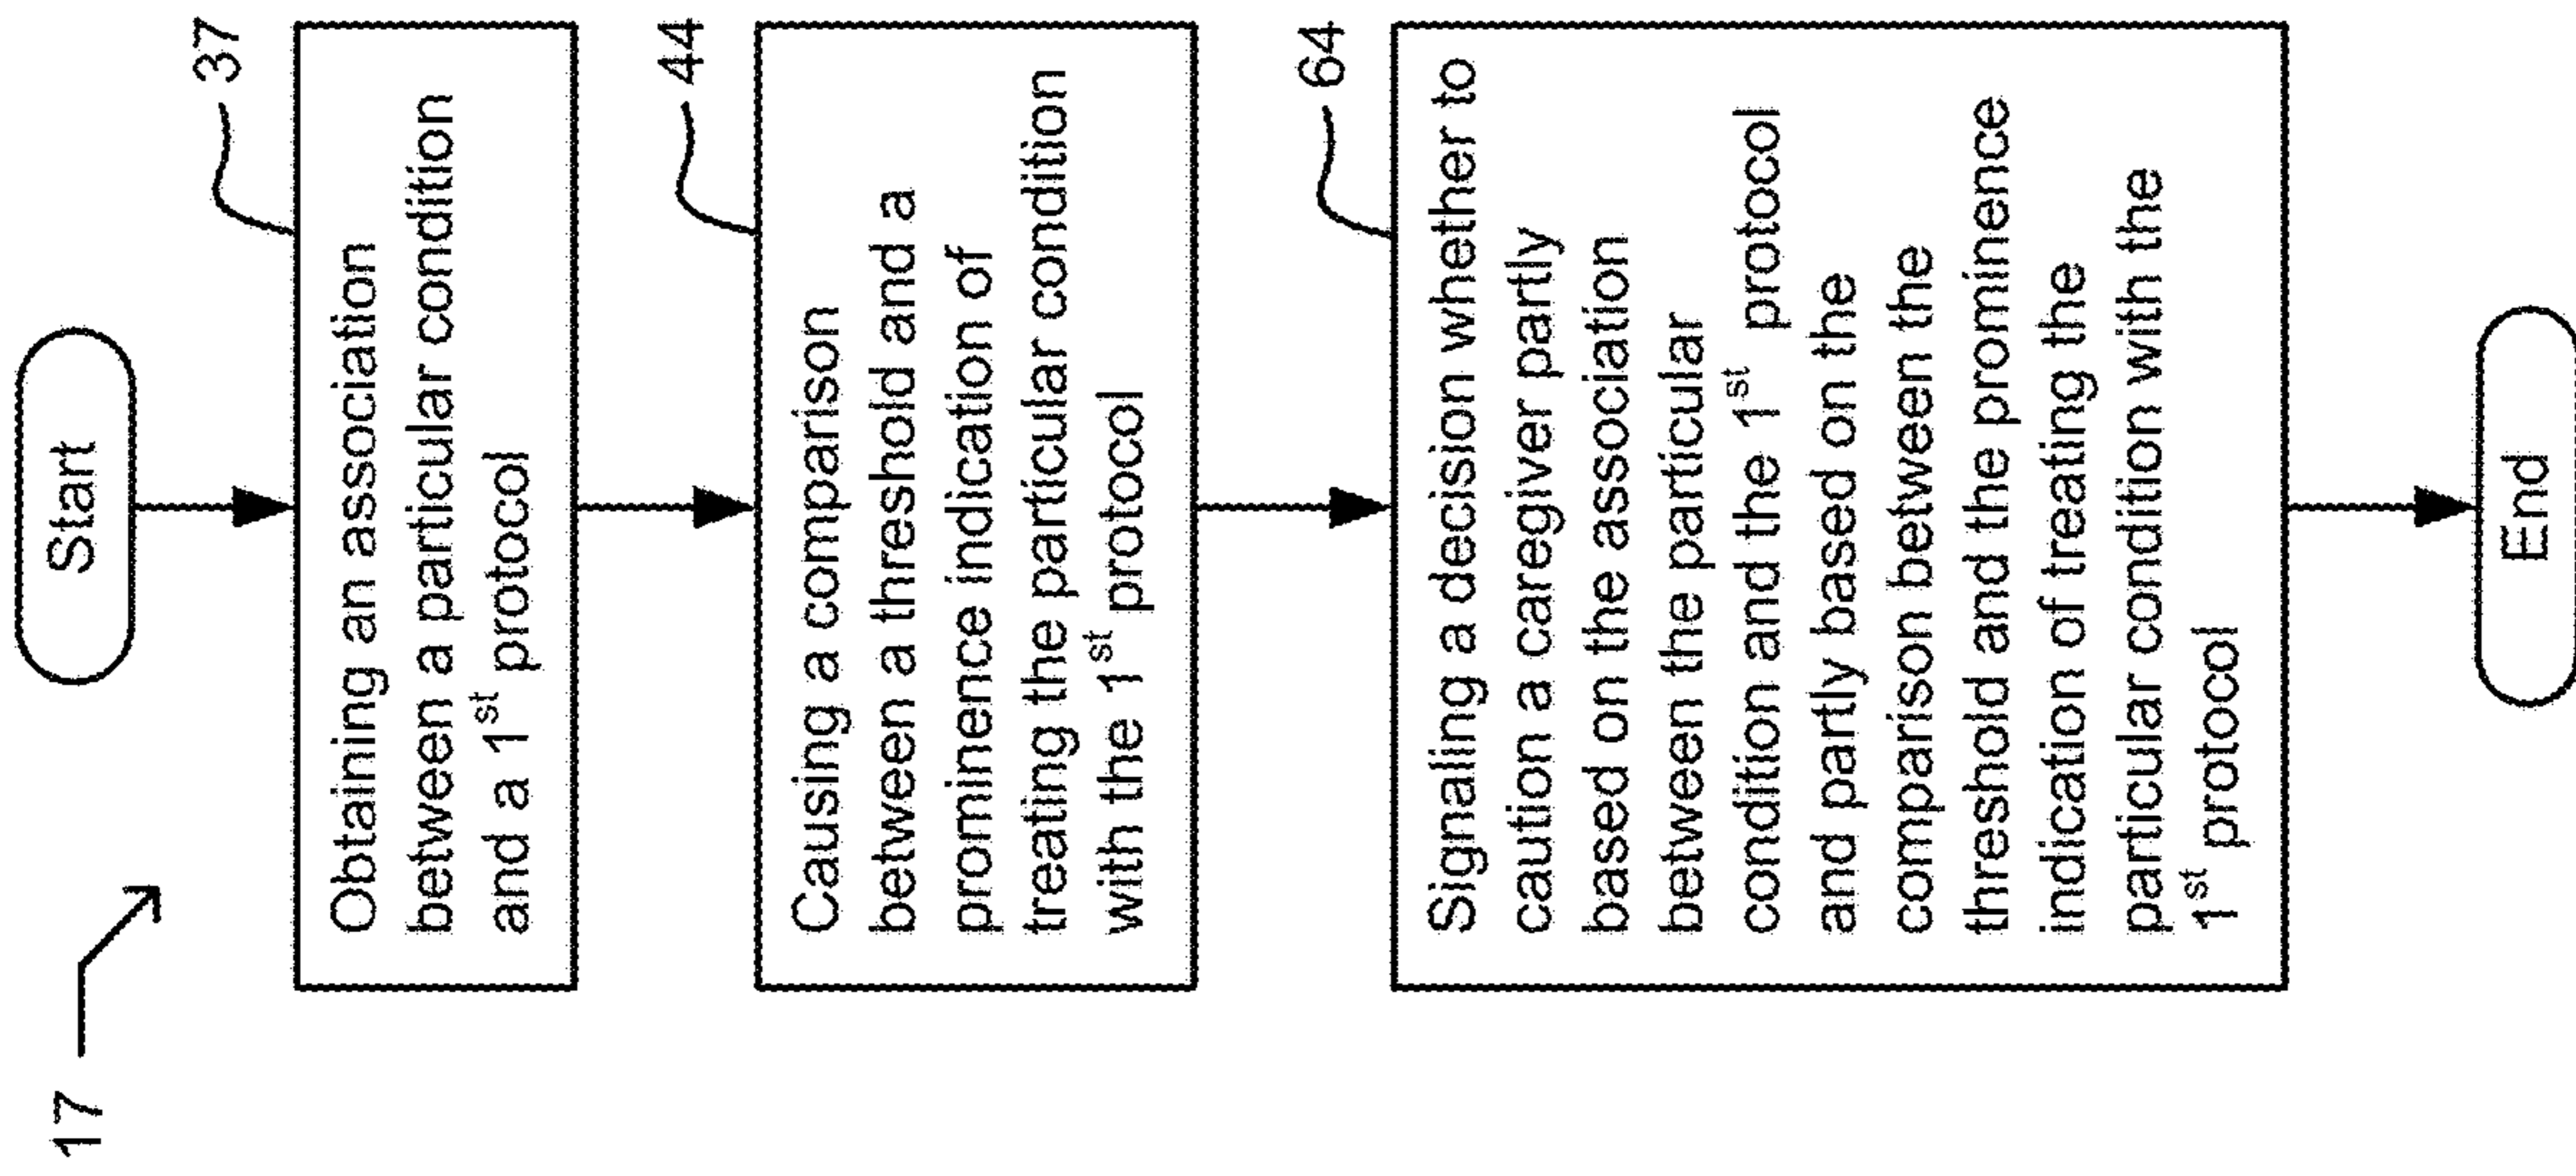 17
Start
37
Obtaining an association
between a particular condition
and a 1st protocol
44
Causing a comparison
between a threshold and a
prominence indication of
treating the particular condition
with the 1st protocol
64
Signaling a decision whether to
caution a caregiver partly
based on the association
between the particular
condition and the 1st protocol
and partly based on the
comparison between the
threshold and the prominence
indication of treating the
particular condition with the
1st protocol
End